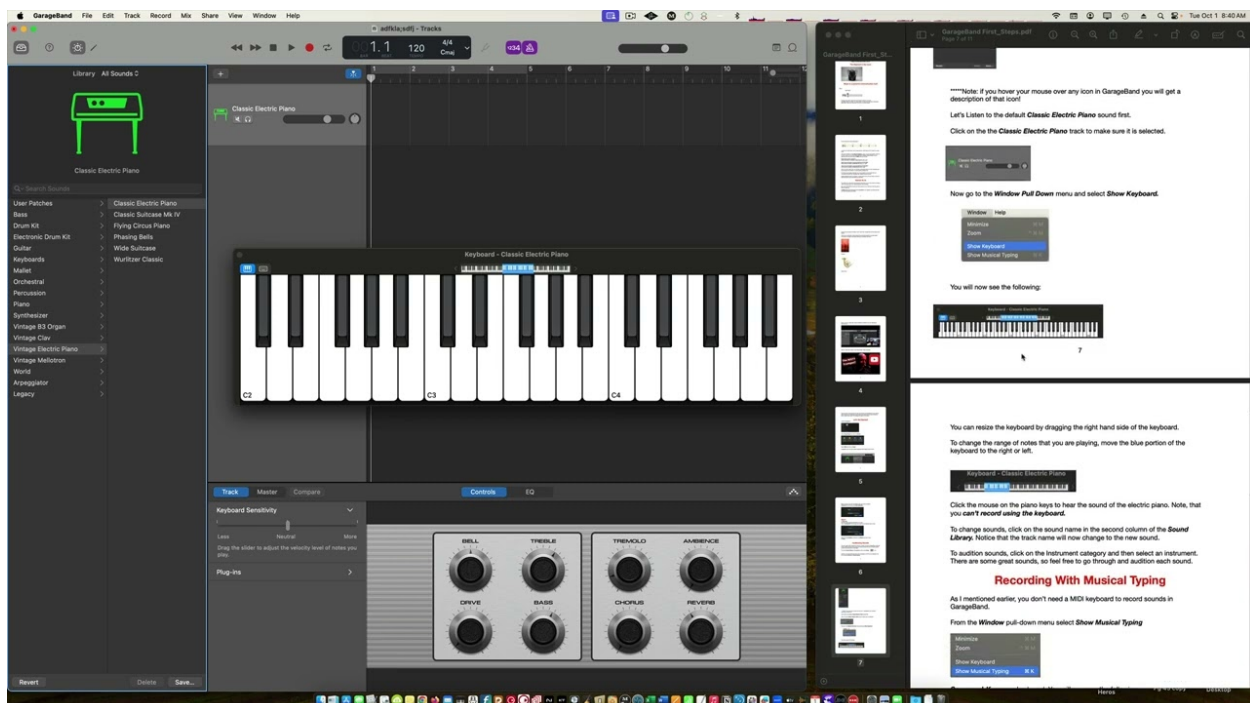 GarageBand File Edit Track Record Mix Share View Window Help
Tue Oct 1 8:40 AM
sdfkla;sdfj - Tracks
1.1 120 4/4 Cmaj
Library All Sounds
Classic Electric Piano
Search Sounds
User Patches
Bass
Drum Kit
Electronic Drum Kit
Guitar
Keyboards
Mallet
Orchestral
Percussion
Piano
Synthesizer
Vintage B3 Organ
Vintage Clav
Vintage Electric Piano
Vintage Mellotron
World
Arpeggiator
Legacy
Classic Electric Piano
Classic Suitcase Mk IV
Flying Circus Piano
Phasing Bells
Wide Suitcase
Wurlitzer Classic
Revert Delete Save...
Classic Electric Piano
Keyboard - Classic Electric Piano
C2 C3 C4
Track Master Compare Controls EQ
Keyboard Sensitivity
Less Neutral More
Drag the slider to adjust the velocity level of notes you play.
Plug-ins
BELL TREBLE TREMOLO AMBIENCE
DRIVE BASS CHORUS REVERB
GarageBand First_St...
1
2
3
4
5
6
7
GarageBand First_Steps.pdf
Page 7 of 11
*****Note: if you hover your mouse over any icon in GarageBand you will get a
description of that icon!
Let's Listen to the default Classic Electric Piano sound first.
Click on the the Classic Electric Piano track to make sure it is selected.
Classic Electric Piano
Now go to the Window Pull Down menu and select Show Keyboard.
Window Help
Minimize
Zoom
Show Keyboard
Show Musical Typing
You will now see the following:
Keyboard - Classic Electric Piano
7
You can resize the keyboard by dragging the right hand side of the keyboard.
To change the range of notes that you are playing, move the blue portion of the
keyboard to the right or left.
Keyboard - Classic Electric Piano
Click the mouse on the piano keys to hear the sound of the electric piano. Note, that
you can't record using the keyboard.
To change sounds, click on the sound name in the second column of the Sound
Library. Notice that the track name will now change to the new sound.
To audition sounds, click on the Instrument category and then select an instrument.
There are some great sounds, so feel free to go through and audition each sound.
Recording With Musical Typing
As I mentioned earlier, you don't need a MIDI keyboard to record sounds in
GarageBand.
From the Window pull-down menu select Show Musical Typing
Minimize
Zoom
Show Keyboard
Show Musical Typing ⌘K
Heros
Desktop